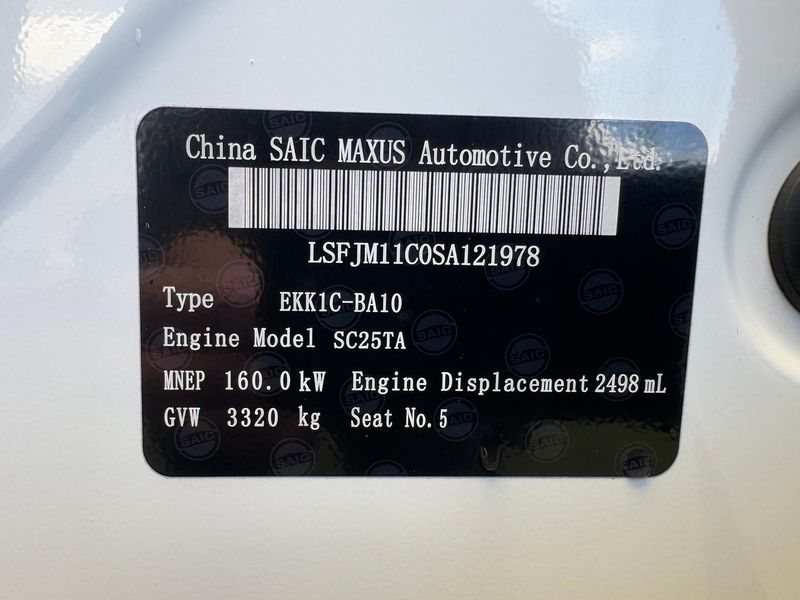 China SAIC MAXUS Automotive Co.,Ltd.
LSFJM11C0SA121978
Type EKK1C-BA10
Engine Model SC25TA
MNEP 160.0 kW Engine Displacement 2498 mL
GVW 3320 kg Seat No. 5